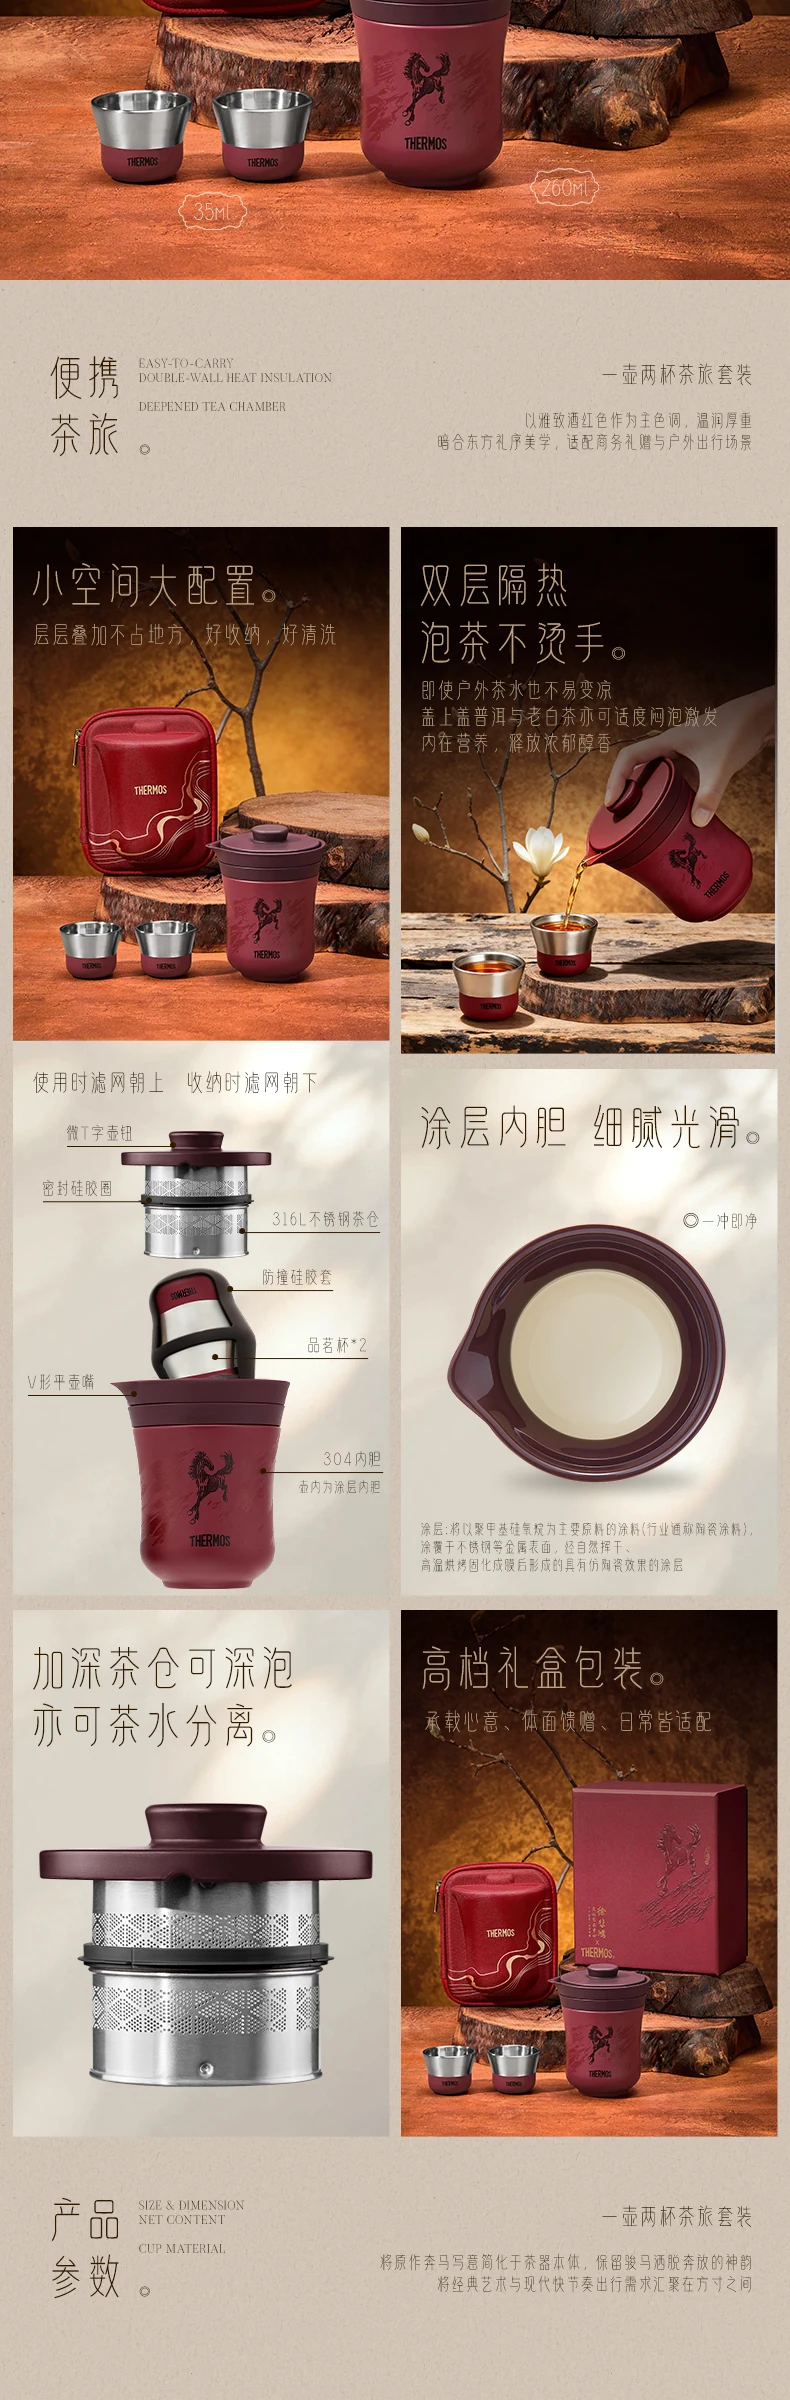 THERMOS
THERMOS
THERMOS
35ml
260ml
便携
茶旅
EASY-TO-CARRY
DOUBLE-WALL HEAT INSULATION
DEEPENED TEA CHAMBER
一壶两杯茶旅套装
以雅致酒红色作为主色调，温润厚重
暗合东方礼序美学，适配商务礼赠与户外出行场景
小空间大配置。
层层叠加不占地方，好收纳，好清洗
THERMOS
THERMOS
THERMOS
THERMOS
双层隔热
泡茶不烫手。
即使户外茶水也不易变凉
盖上盖普洱与老白茶亦可适度闷泡激发
内在营养，释放浓郁醇香
THERMOS
THERMOS
THERMOS
使用时滤网朝上 收纳时滤网朝下
微T字壶钮
密封硅胶圈
316L不锈钢茶仓
防撞硅胶套
THERMOS
品茗杯*2
V形平壶嘴
304内胆
壶内为涂层内胆
THERMOS
涂层内胆 细腻光滑。
一冲即净
涂层:将以聚甲基硅氧烷为主要原料的涂料(行业通称陶瓷涂料),
涂覆于不锈钢等金属表面，经自然挥干、
高温烘烤固化成膜后形成的具有仿陶瓷效果的涂层
加深茶仓可深泡
亦可茶水分离。
高档礼盒包装。
承载心意、体面馈赠、日常皆适配
THERMOS
徐悲鸿
×
THERMOS
THERMOS
THERMOS
THERMOS
产品
参数
SIZE & DIMENSION
NET CONTENT
CUP MATERIAL
一壶两杯茶旅套装
将原作奔马写意简化于茶器本体，保留骏马洒脱奔放的神韵
将经典艺术与现代快节奏出行需求汇聚在方寸之间